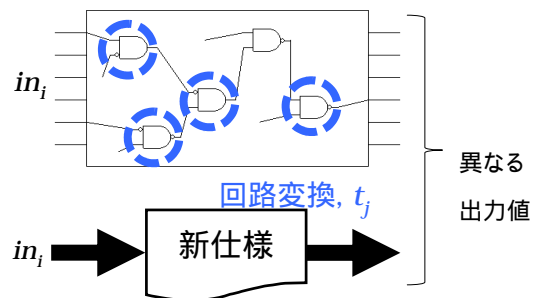 in_i
異なる
出力値
回路変換, t_j
in_i
新仕様